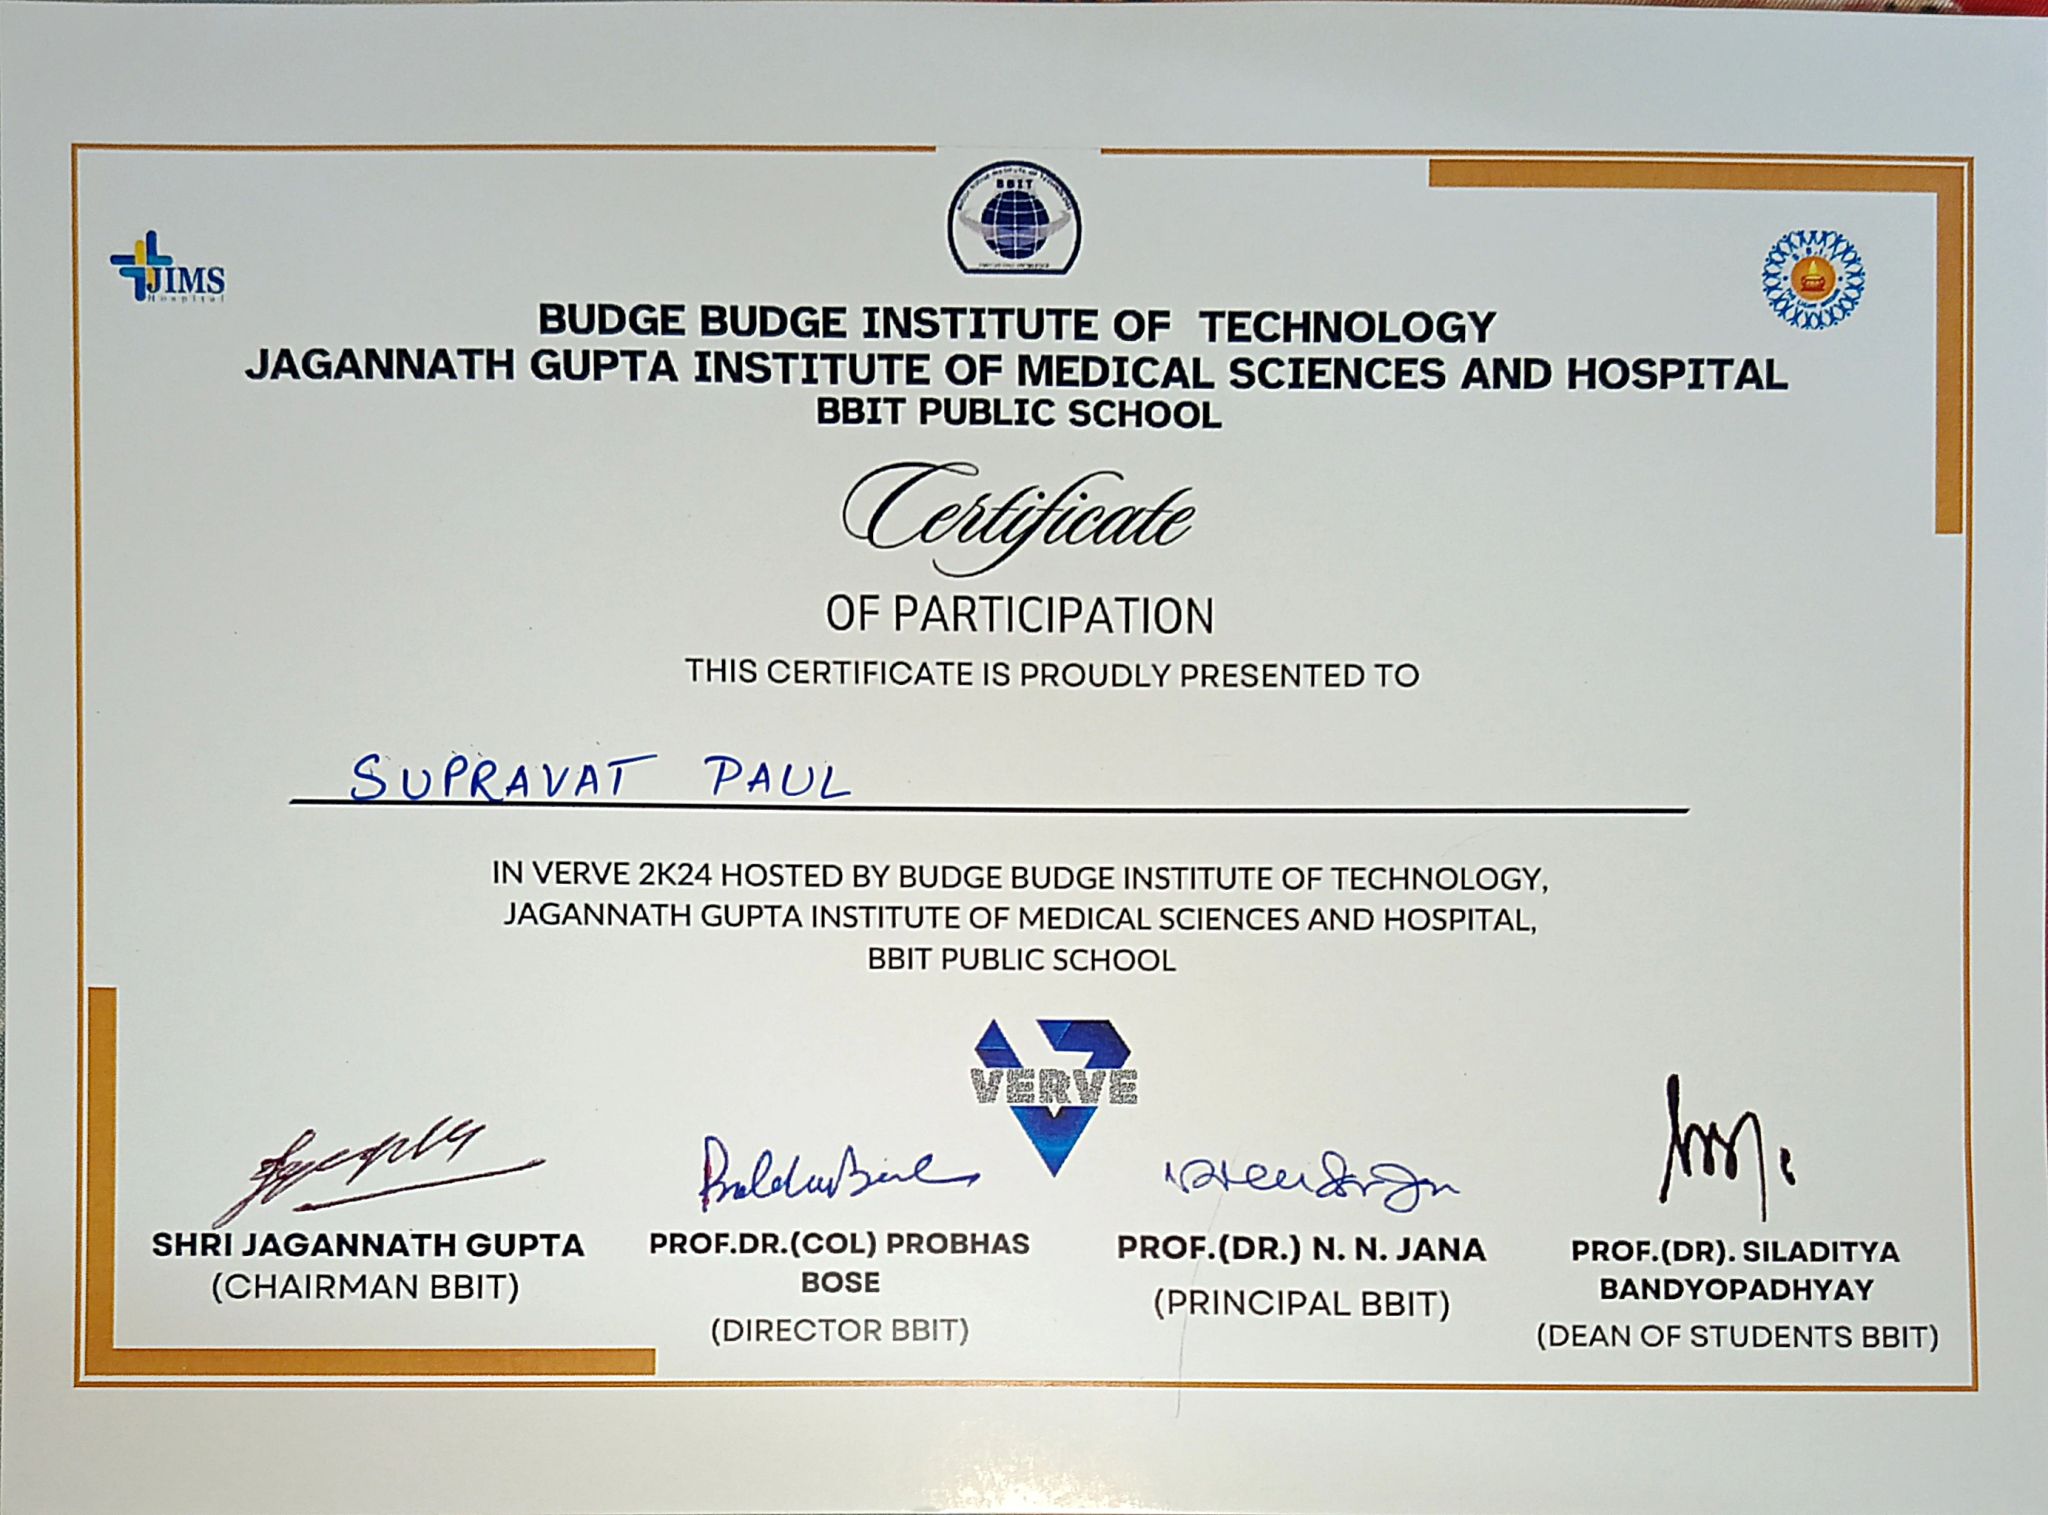 BBIT
JIMS
Hospital
BUDGE BUDGE INSTITUTE OF TECHNOLOGY
JAGANNATH GUPTA INSTITUTE OF MEDICAL SCIENCES AND HOSPITAL
BBIT PUBLIC SCHOOL
Certificate
OF PARTICIPATION
THIS CERTIFICATE IS PROUDLY PRESENTED TO
SUPRAVAT PAUL
IN VERVE 2K24 HOSTED BY BUDGE BUDGE INSTITUTE OF TECHNOLOGY,
JAGANNATH GUPTA INSTITUTE OF MEDICAL SCIENCES AND HOSPITAL,
BBIT PUBLIC SCHOOL
VERVE
SHRI JAGANNATH GUPTA
(CHAIRMAN BBIT)
PROF.DR.(COL) PROBHAS
BOSE
(DIRECTOR BBIT)
PROF.(DR.) N. N. JANA
(PRINCIPAL BBIT)
PROF.(DR). SILADITYA
BANDYOPADHYAY
(DEAN OF STUDENTS BBIT)